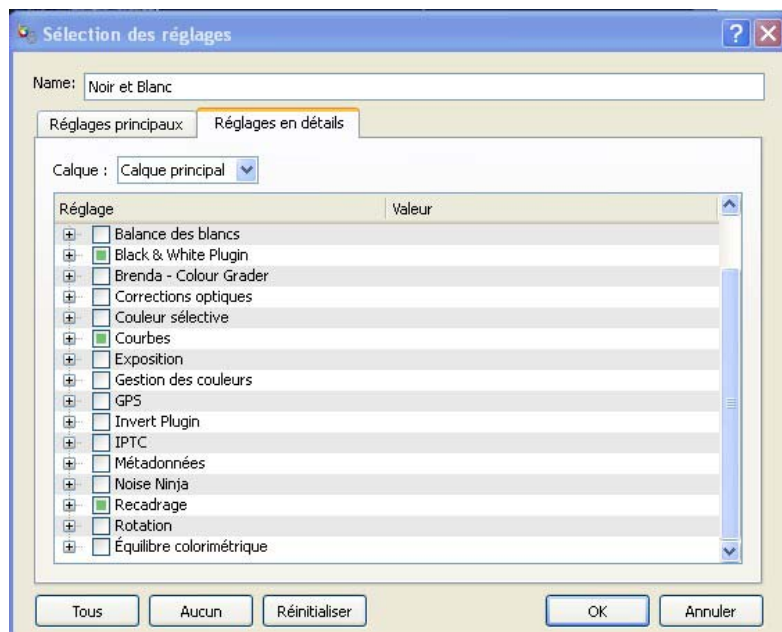 Sélection des réglages
Name: Noir et Blanc
Réglages principaux Réglages en détails
Calque : Calque principal
Réglage Valeur
Balance des blancs
Black & White Plugin
Brenda - Colour Grader
Corrections optiques
Couleur sélective
Courbes
Exposition
Gestion des couleurs
GPS
Invert Plugin
IPTC
Métadonnées
Noise Ninja
Recadrage
Rotation
Équilibre colorimétrique
Tous Aucun Réinitialiser OK Annuler